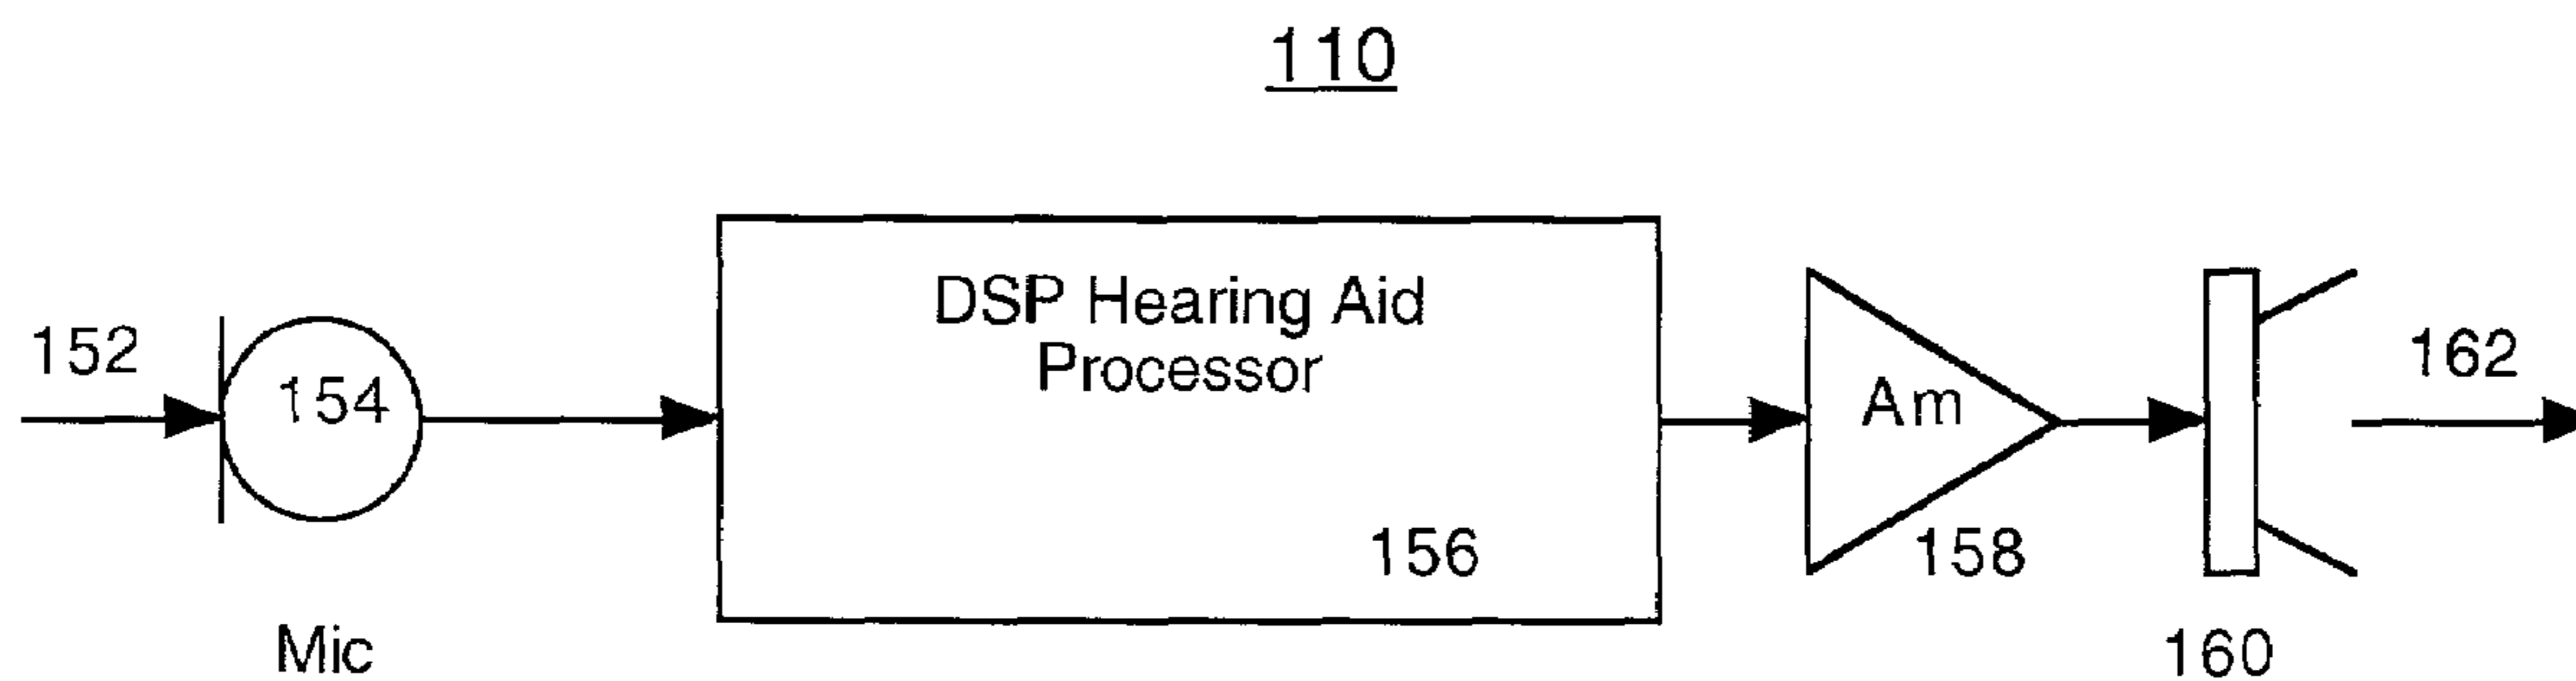 110
152
154
Mic
DSP Hearing Aid
Processor
156
Am
158
160
162